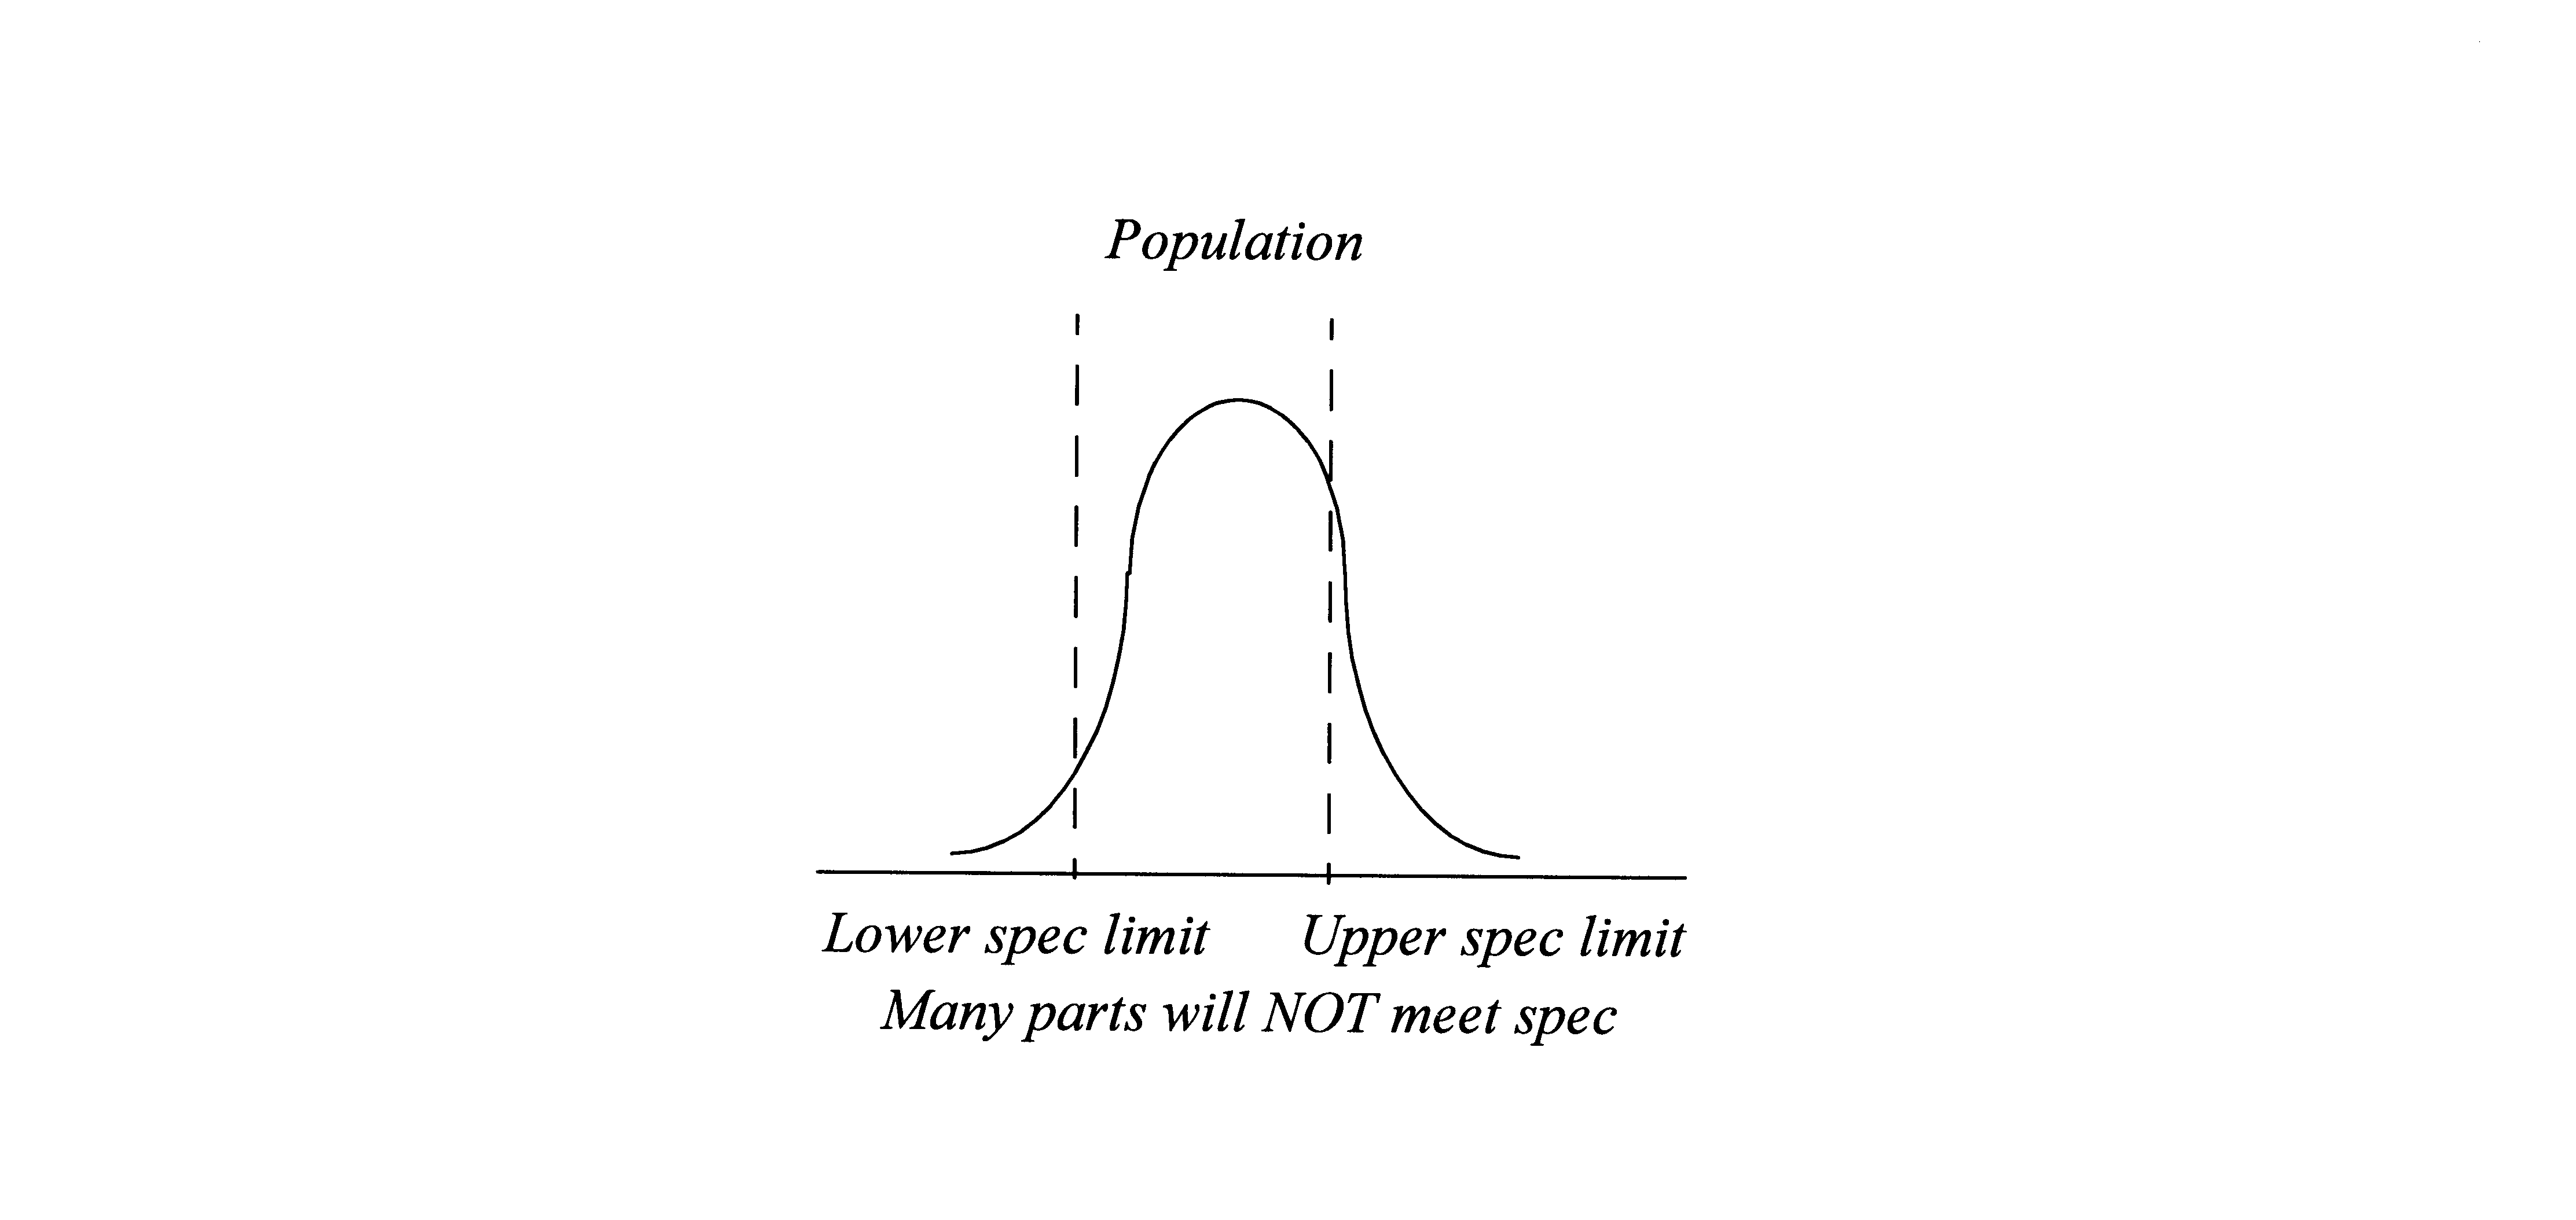 Population
Lower spec limit Upper spec limit
Many parts will NOT meet spec